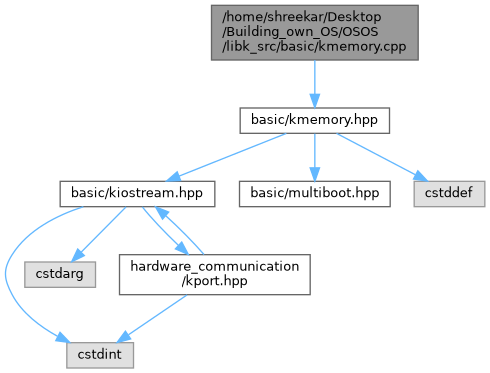 /home/shreekar/Desktop
/Building_own_OS/OSOS
/libk_src/basic/kmemory.cpp
basic/kmemory.hpp
basic/kiostream.hpp
basic/multiboot.hpp
cstddef
cstdarg
hardware_communication
/kport.hpp
cstdint